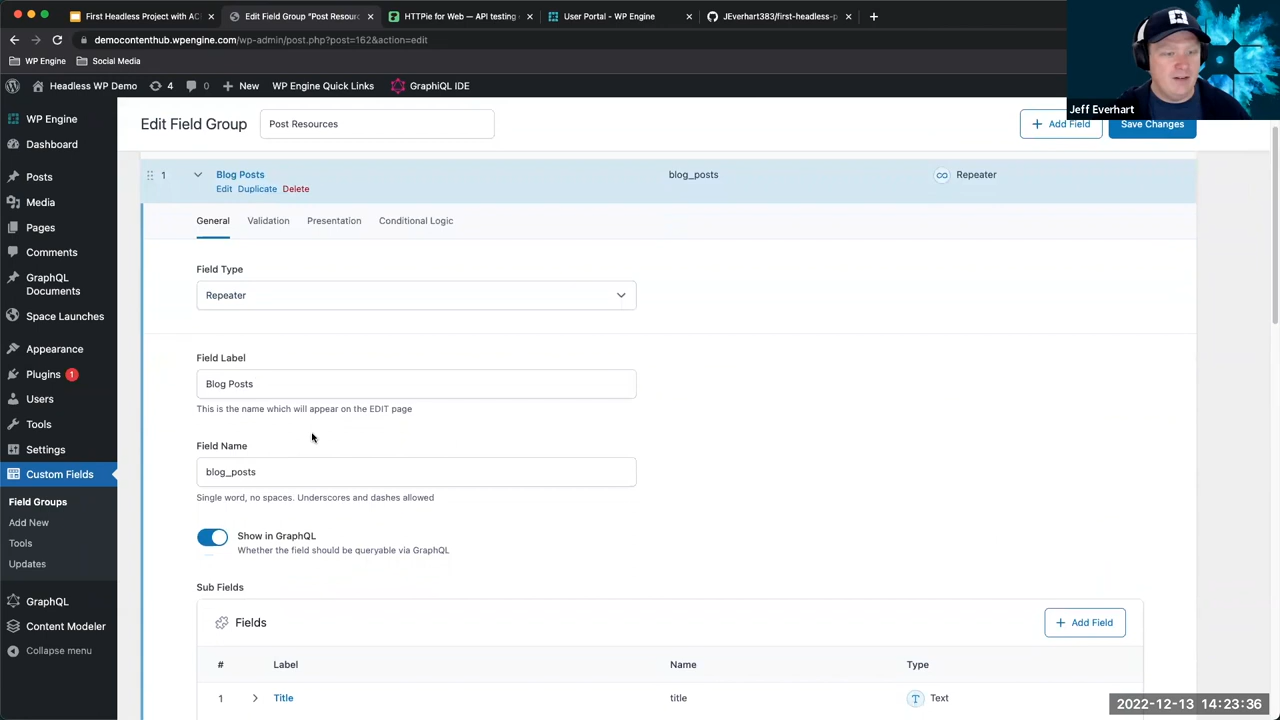 First Headless Project with AC
Edit Field Group "Post Resourc
HTTPie for Web
User Portal - WP Engine
JEverhart383/first-headless-p
democontenthub.wpengine.com/wp-admin/post.php?post=162&action=edit
WP Engine
Social Media
Headless WP Demo
4
0
New
WP Engine Quick Links
GraphiQL IDE
Jeff Everhart
WP Engine
Dashboard
Posts
Media
Pages
Comments
GraphQL
Documents
Space Launches
Appearance
Plugins 1
Users
Tools
Settings
Custom Fields
Field Groups
Add New
Tools
Updates
GraphQL
Content Modeler
Collapse menu
Edit Field Group
Post Resources
+ Add Field
Save Changes
1
Blog Posts
blog_posts
Repeater
Edit Duplicate Delete
General Validation Presentation Conditional Logic
Field Type
Repeater
Field Label
Blog Posts
This is the name which will appear on the EDIT page
Field Name
blog_posts
Single word, no spaces. Underscores and dashes allowed
Show in GraphQL
Whether the field should be queryable via GraphQL
Sub Fields
Fields
+ Add Field
# Label Name Type
1 Title title T Text
2022-12-13 14:23:36